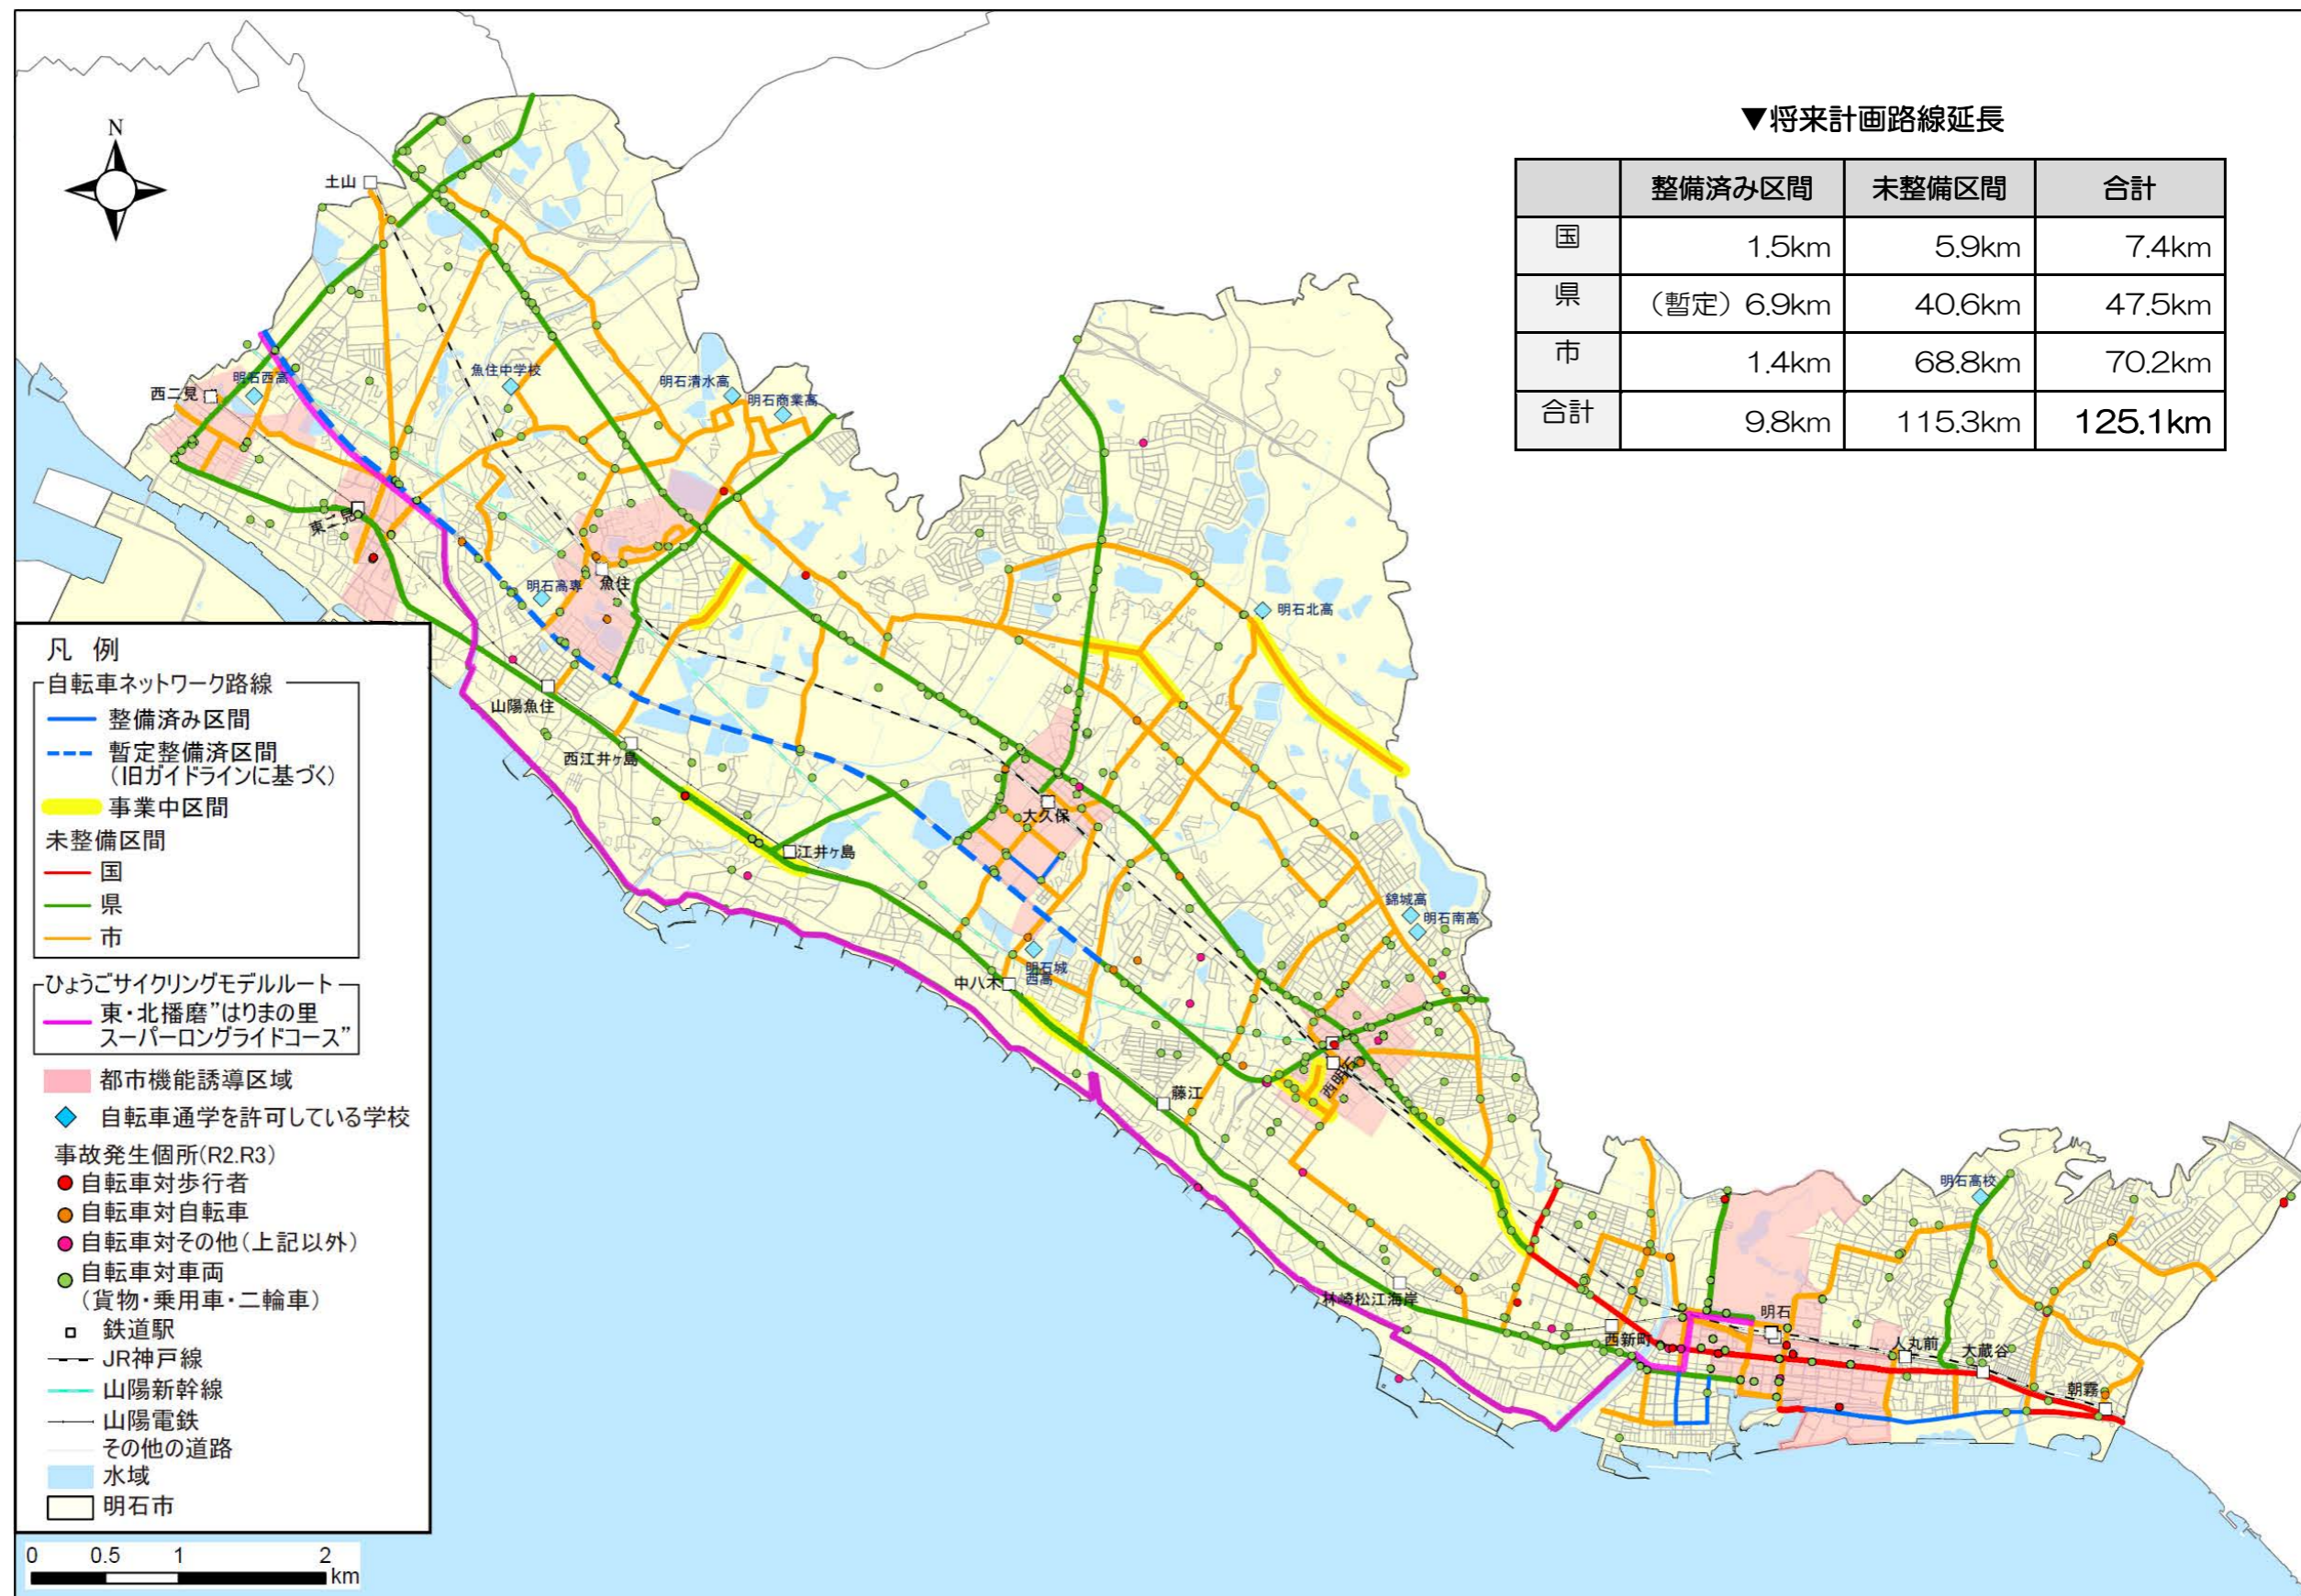 ▼将来計画路線延長
整備済み区間 未整備区間 合計
国 1.5km 5.9km 7.4km
県 （暫定）6.9km 40.6km 47.5km
市 1.4km 68.8km 70.2km
合計 9.8km 115.3km 125.1km
N
土山
西二見
明石西高
魚住中学校
明石清水高
明石商業高
東二見
明石高専
魚住
明石北高
山陽魚住
西江井ヶ島
大久保
江井ヶ島
錦城高
明石南高
明石城
西高
中八木
西明石
藤江
明石高校
林崎松江海岸
西新町
明石
人丸前
大蔵谷
朝霧
凡 例
自転車ネットワーク路線
整備済み区間
暫定整備済区間
（旧ガイドラインに基づく）
事業中区間
未整備区間
国
県
市
ひょうごサイクリングモデルルート
東・北播磨”はりまの里
スーパーロングライドコース”
都市機能誘導区域
自転車通学を許可している学校
事故発生個所(R2.R3)
自転車対歩行者
自転車対自転車
自転車対その他（上記以外）
自転車対車両
（貨物・乗用車・二輪車）
鉄道駅
JR神戸線
山陽新幹線
山陽電鉄
その他の道路
水域
明石市
0 0.5 1 2
km